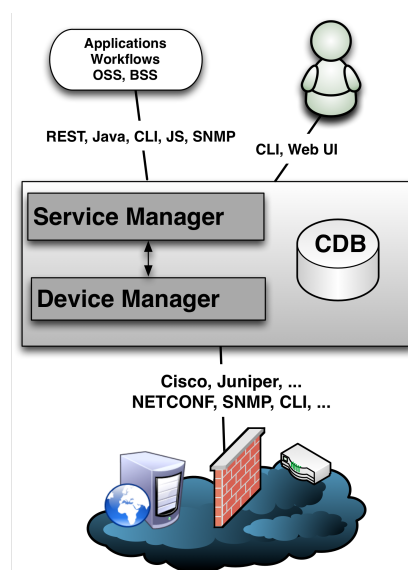 Applications
Workflows
OSS, BSS
REST, Java, CLI, JS, SNMP
CLI, Web UI
Service Manager
CDB
Device Manager
Cisco, Juniper, ...
NETCONF, SNMP, CLI, ...